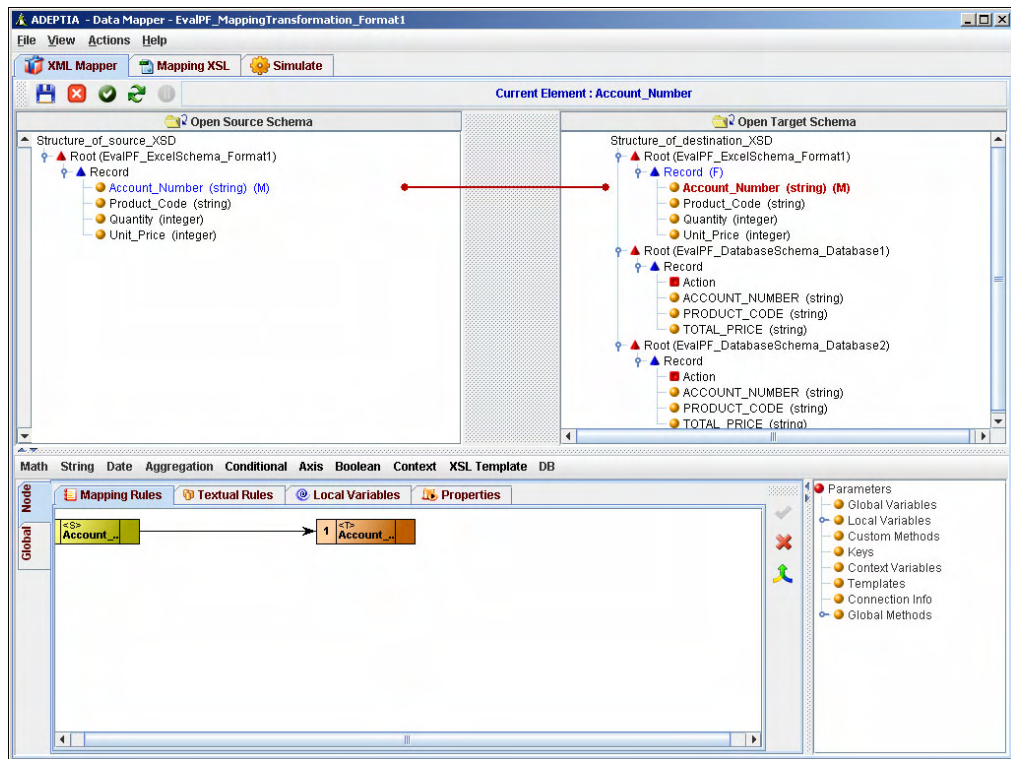 ADEPTIA - Data Mapper - EvalPF_MappingTransformation_Format1
File View Actions Help
XML Mapper Mapping XSL Simulate
Current Element : Account_Number
Open Source Schema
Structure_of_source_XSD
Root (EvalPF_ExcelSchema_Format1)
Record
Account_Number (string) (M)
Product_Code (string)
Quantity (integer)
Unit_Price (integer)
Open Target Schema
Structure_of_destination_XSD
Root (EvalPF_ExcelSchema_Format1)
Record (F)
Account_Number (string) (M)
Product_Code (string)
Quantity (integer)
Unit_Price (integer)
Root (EvalPF_DatabaseSchema_Database1)
Record
Action
ACCOUNT_NUMBER (string)
PRODUCT_CODE (string)
TOTAL_PRICE (string)
Root (EvalPF_DatabaseSchema_Database2)
Record
Action
ACCOUNT_NUMBER (string)
PRODUCT_CODE (string)
TOTAL_PRICE (string)
Math String Date Aggregation Conditional Axis Boolean Context XSL Template DB
Node
Global
Mapping Rules Textual Rules Local Variables Properties
<S>
Account_..
1 <T>
Account_..
Parameters
Global Variables
Local Variables
Custom Methods
Keys
Context Variables
Templates
Connection Info
Global Methods